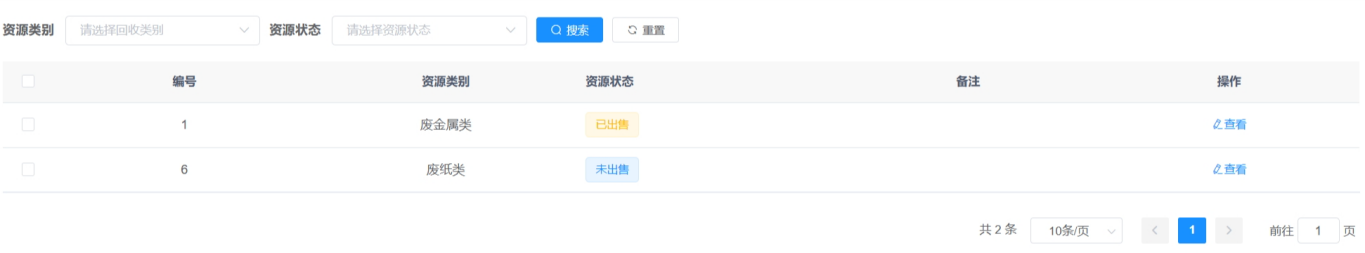 资源类别 请选择回收类别 资源状态 请选择资源状态 搜索 重置
编号 资源类别 资源状态 备注 操作
1 废金属类 已出售 查看
6 废纸类 未出售 查看
共 2 条 10条/页 < 1 > 前往 1 页